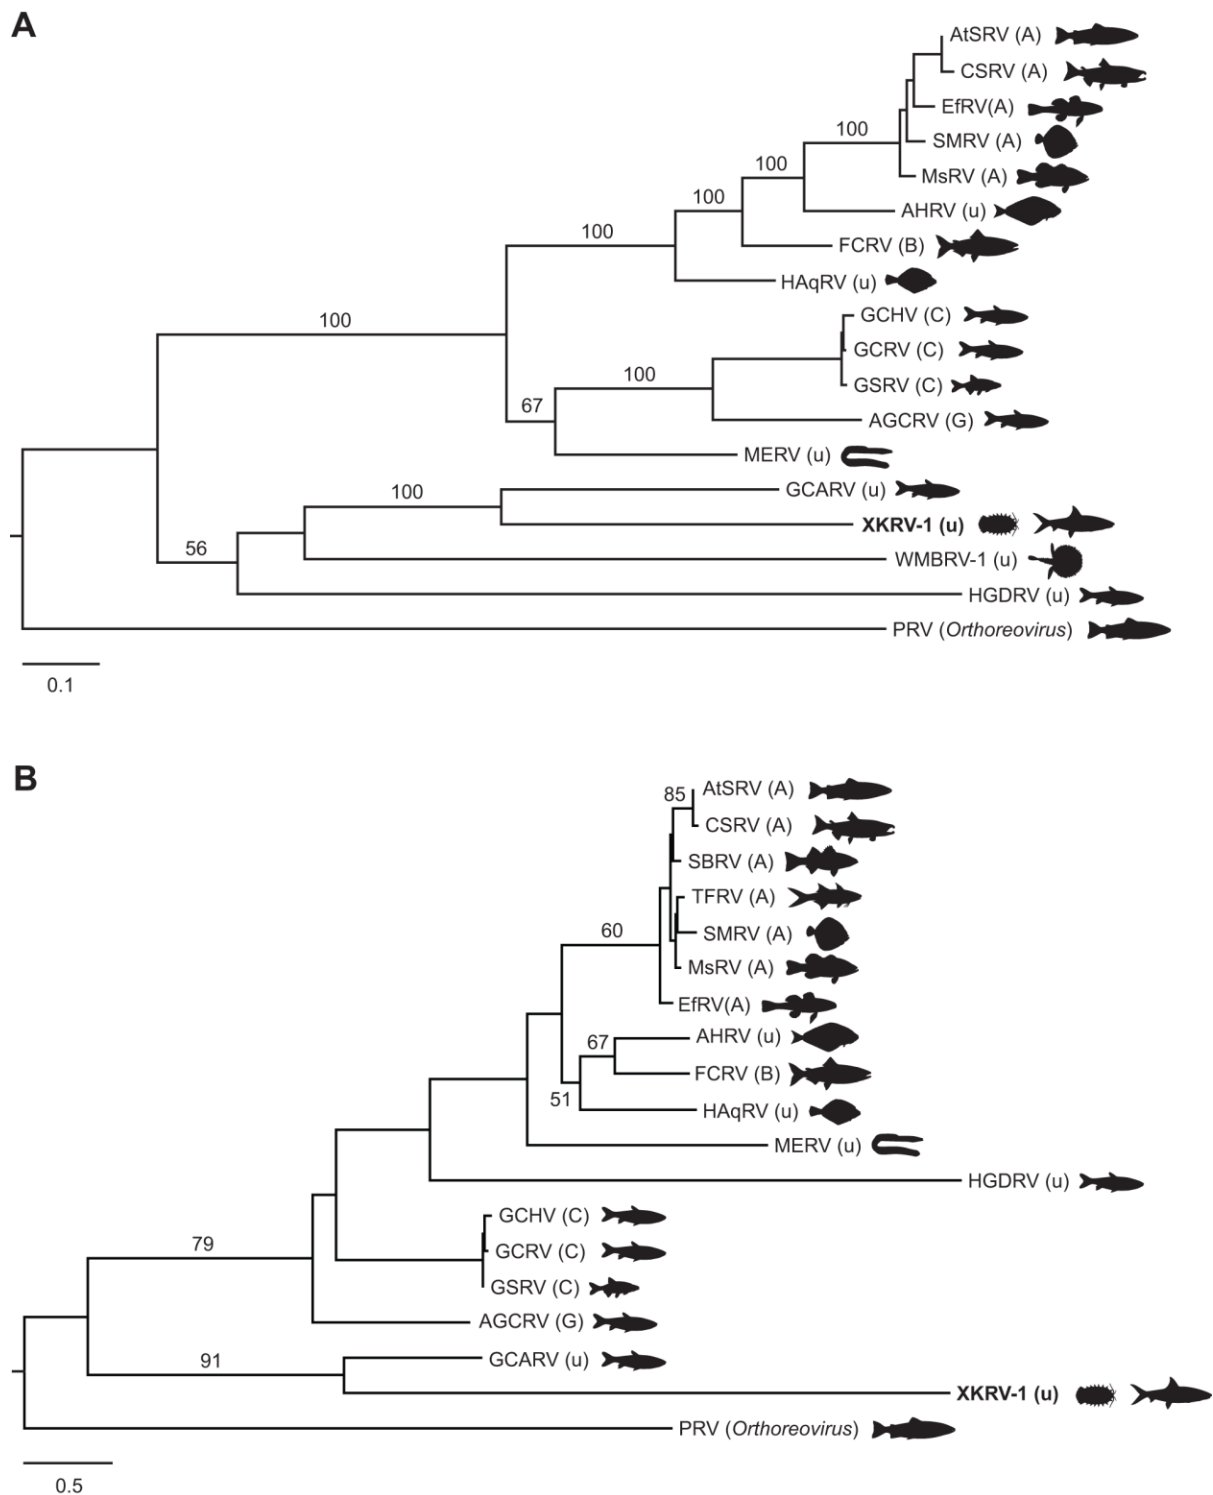 A
AtSRV (A)
CSRV (A)
EfRV(A)
100
SMRV (A)
100
MsRV (A)
100
AHRV (u)
100
FCRV (B)
HAqRV (u)
100
GCHV (C)
GCRV (C)
100
GSRV (C)
67
AGCRV (G)
MERV (u)
100
GCARV (u)
XKRV-1 (u)
56
WMBRV-1 (u)
HGDRV (u)
PRV (Orthoreovirus)
0.1
B
85
AtSRV (A)
CSRV (A)
SBRV (A)
TFRV (A)
60
SMRV (A)
MsRV (A)
EfRV(A)
67
AHRV (u)
FCRV (B)
51
HAqRV (u)
MERV (u)
HGDRV (u)
GCHV (C)
79
GCRV (C)
GSRV (C)
AGCRV (G)
91
GCARV (u)
XKRV-1 (u)
PRV (Orthoreovirus)
0.5